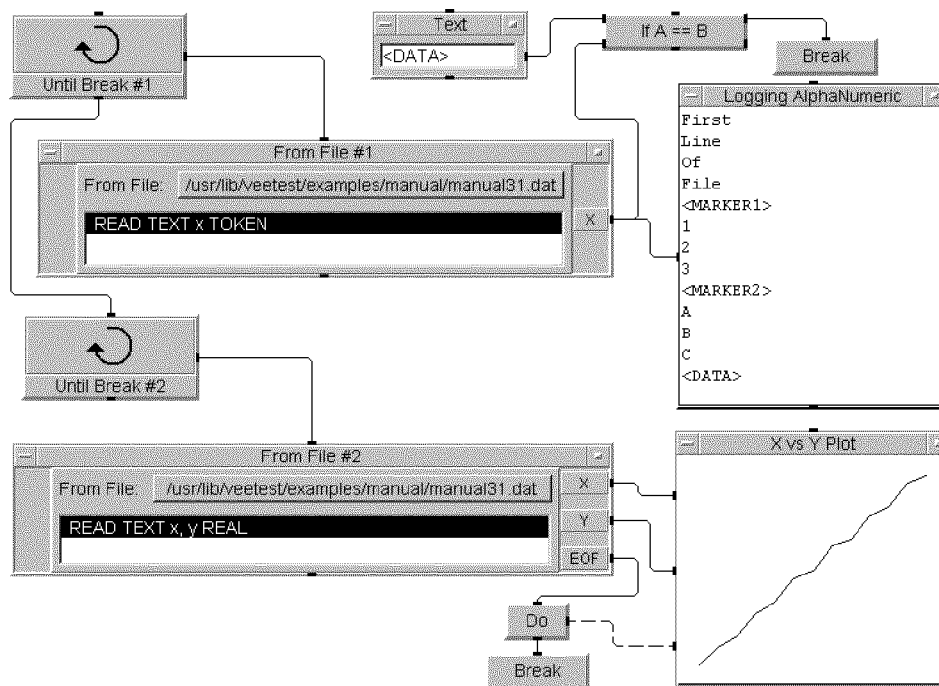 Until Break #1
Text
<DATA>
If A == B
Break
Logging AlphaNumeric
First
Line
Of
File
<MARKER1>
1
2
3
<MARKER2>
A
B
C
<DATA>
From File #1
From File: /usr/lib/veetest/examples/manual/manual31.dat
READ TEXT x TOKEN
X
Until Break #2
From File #2
From File: /usr/lib/veetest/examples/manual/manual31.dat
READ TEXT x, y REAL
X
Y
EOF
Do
Break
X vs Y Plot